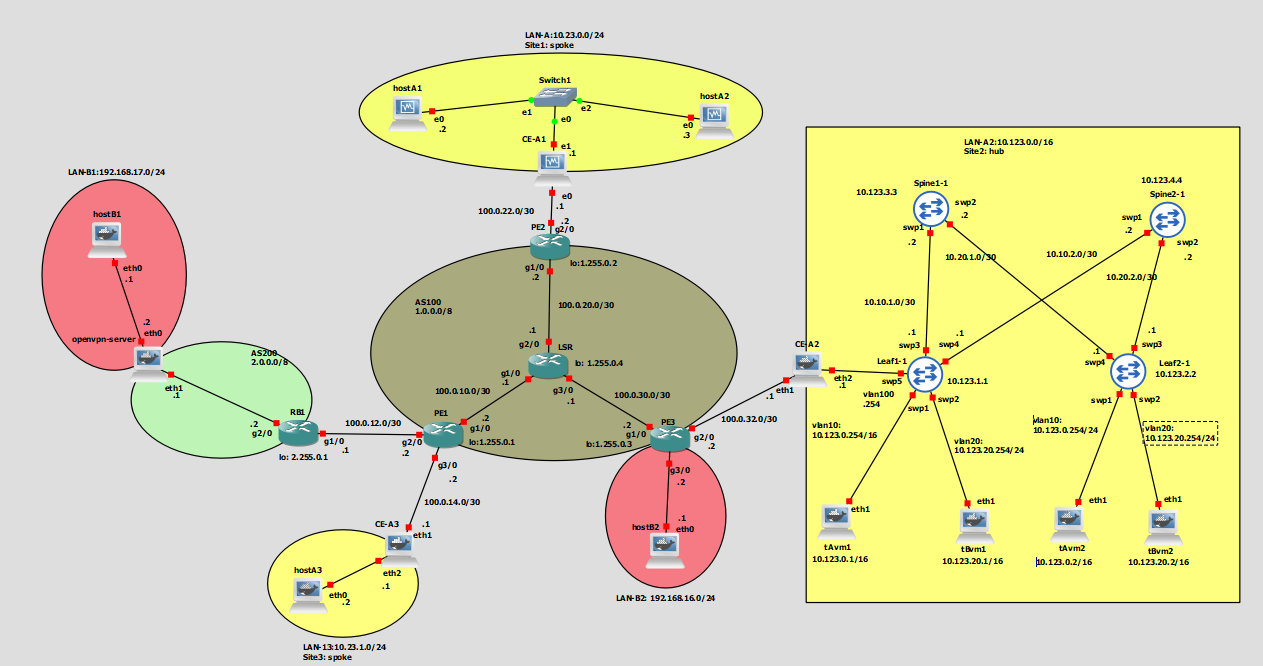 LAN-A:10.23.0.0/24
Site1: spoke
Switch1
hostA1
hostA2
e1
e2
e0
.2
e0
e0
.3
CE-A1
e1
.1
e0
.1
100.0.22.0/30
.2
PE2
g2/0
lo:1.255.0.2
g1/0
.2
AS100
1.0.0.0/8
100.0.20.0/30
.1
g2/0
LSR
lo: 1.255.0.4
g1/0
.1
g3/0
.1
100.0.10.0/30
100.0.30.0/30
.2
g1/0
PE1
lo:1.255.0.1
g2/0
.2
g3/0
.2
.2
g1/0
PE3
lo:1.255.0.3
g2/0
.2
g3/0
.2
100.0.32.0/30
LAN-B1:192.168.17.0/24
hostB1
eth0
.1
.2
eth0
openvpn-server
eth1
.1
AS200
2.0.0.0/8
.2
g2/0
RB1
g1/0
.1
lo: 2.255.0.1
100.0.12.0/30
100.0.14.0/30
CE-A3
.1
eth1
eth2
.1
hostA3
eth0
.2
LAN-13:10.23.1.0/24
Site3: spoke
.1
hostB2
eth0
LAN-B2: 192.168.16.0/24
LAN-A2:10.123.0.0/16
Site2: hub
10.123.3.3
Spine1-1
swp2
.2
swp1
.2
10.123.4.4
Spine2-1
swp1
.2
swp2
.2
10.20.1.0/30
10.10.2.0/30
10.20.2.0/30
10.10.1.0/30
CE-A2
eth1
.1
eth2
.1
.1
swp3
.1
swp4
Leaf1-1
10.123.1.1
swp5
vlan100
.254
swp1
swp2
.1
swp3
.1
swp4
Leaf2-1
10.123.2.2
swp1
swp2
vlan10:
10.123.0.254/16
vlan20:
10.123.20.254/24
vlan10:
10.123.0.254/24
vlan20:
10.123.20.254/24
eth1
tAvm1
10.123.0.1/16
eth1
tBvm1
10.123.20.1/16
eth1
tAvm2
10.123.0.2/16
eth1
tBvm2
10.123.20.2/16